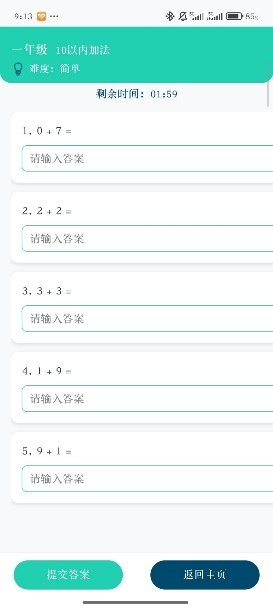 9:13
85
一年级 10以内加法
难度：简单
剩余时间：01:59
1. 0 + 7 =
请输入答案
2. 2 + 2 =
请输入答案
3. 3 + 3 =
请输入答案
4. 1 + 9 =
请输入答案
5. 9 + 1 =
请输入答案
提交答案 返回主页